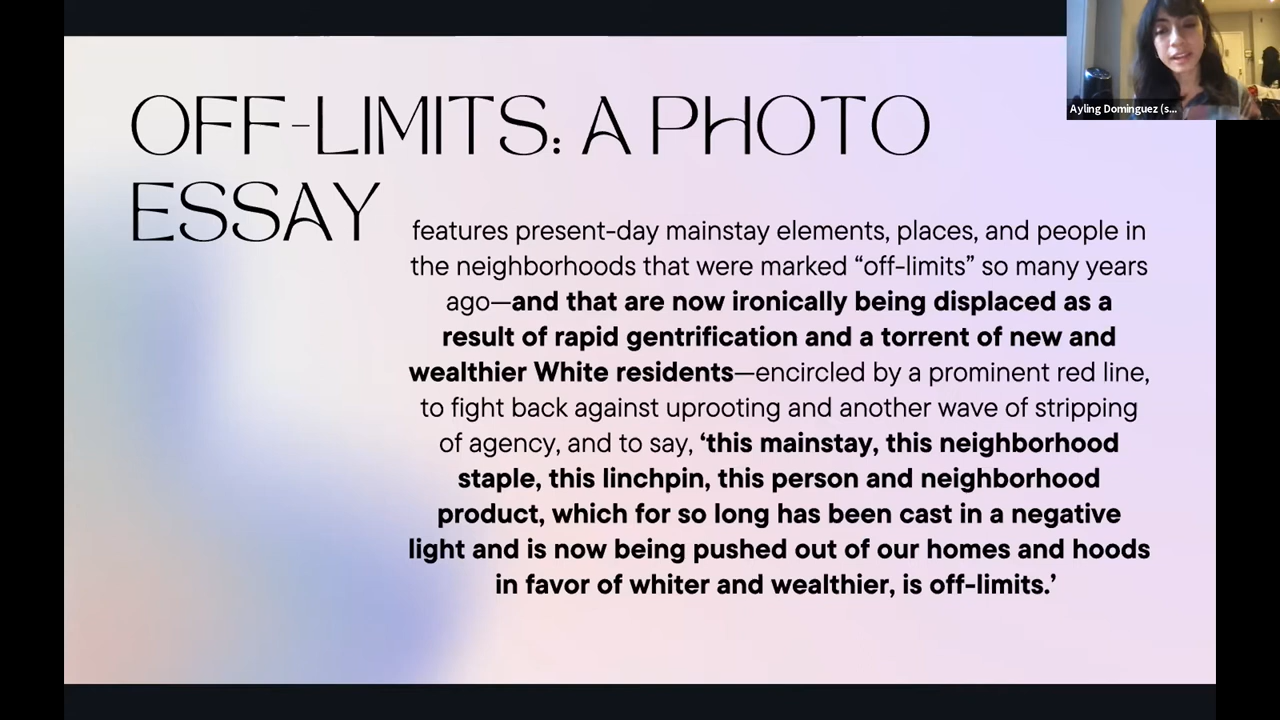 OFF-LIMITS: A PHOTO
ESSAY
features present-day mainstay elements, places, and people in
the neighborhoods that were marked “off-limits” so many years
ago—and that are now ironically being displaced as a
result of rapid gentrification and a torrent of new and
wealthier White residents—encircled by a prominent red line,
to fight back against uprooting and another wave of stripping
of agency, and to say, ‘this mainstay, this neighborhood
staple, this linchpin, this person and neighborhood
product, which for so long has been cast in a negative
light and is now being pushed out of our homes and hoods
in favor of whiter and wealthier, is off-limits.’
Ayling Dominguez (s...